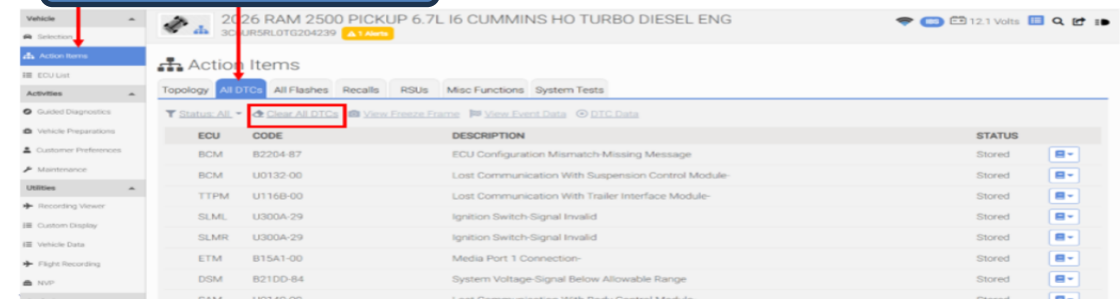 Vehicle
Selection
Action Items
ECU List
Activities
Guided Diagnostics
Vehicle Preparations
Customer Preferences
Maintenance
Utilities
Recording Viewer
Custom Display
Vehicle Data
Flight Recording
NVP
2026 RAM 2500 PICKUP 6.7L I6 CUMMINS HO TURBO DIESEL ENG
3C6UR5RL0TG204239 1 Alerts
12.1 Volts
Action Items
Topology All DTCs All Flashes Recalls RSUs Misc Functions System Tests
Status: All Clear All DTCs View Freeze Frame View Event Data DTC Data
ECU CODE DESCRIPTION STATUS
BCM B2204-87 ECU Configuration Mismatch-Missing Message Stored
BCM U0132-00 Lost Communication With Suspension Control Module- Stored
TTPM U116B-00 Lost Communication With Trailer Interface Module- Stored
SLML U300A-29 Ignition Switch-Signal Invalid Stored
SLMR U300A-29 Ignition Switch-Signal Invalid Stored
ETM B15A1-00 Media Port 1 Connection- Stored
DSM B21DD-84 System Voltage-Signal Below Allowable Range Stored